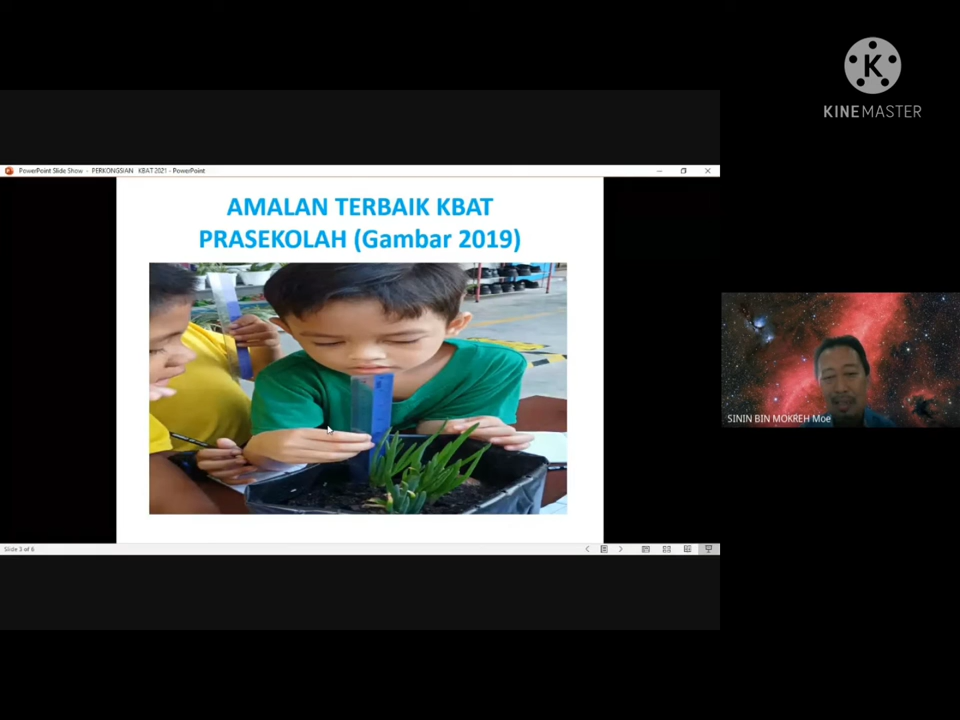 KINEMASTER
PowerPoint Slide Show - PERKONGSIAN KBAT 2021 - PowerPoint
AMALAN TERBAIK KBAT
PRASEKOLAH (Gambar 2019)
SININ BIN MOKREH Moe
Slide 3 of 6